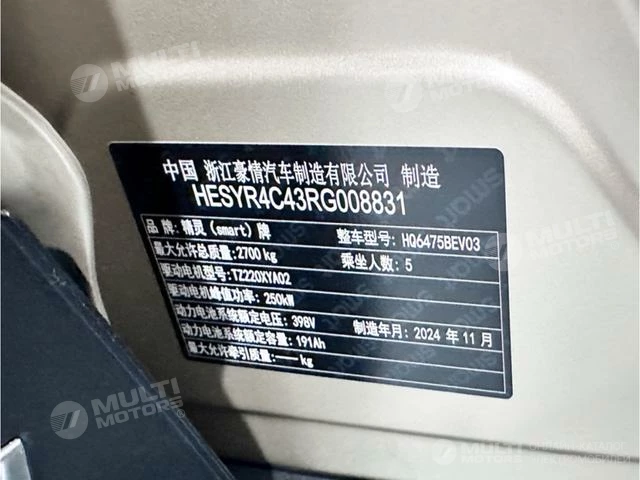 MULTI MOTORS®
MULTI MOTORS®
中国 浙江豪情汽车制造有限公司 制造
HESYR4C43RG008831
品牌:精灵(smart)牌
整车型号:HQ6475BEV03
最大允许总质量:2700 kg
乘坐人数:5
驱动电机型号:TZ220XYA02
驱动电机峰值功率:250kW
动力电池系统额定电压:398V
制造年月:2024 年 11 月
动力电池系统额定容量:191Ah
最大允许牵引质量:—— kg
MULTI MOTORS®
MULTI